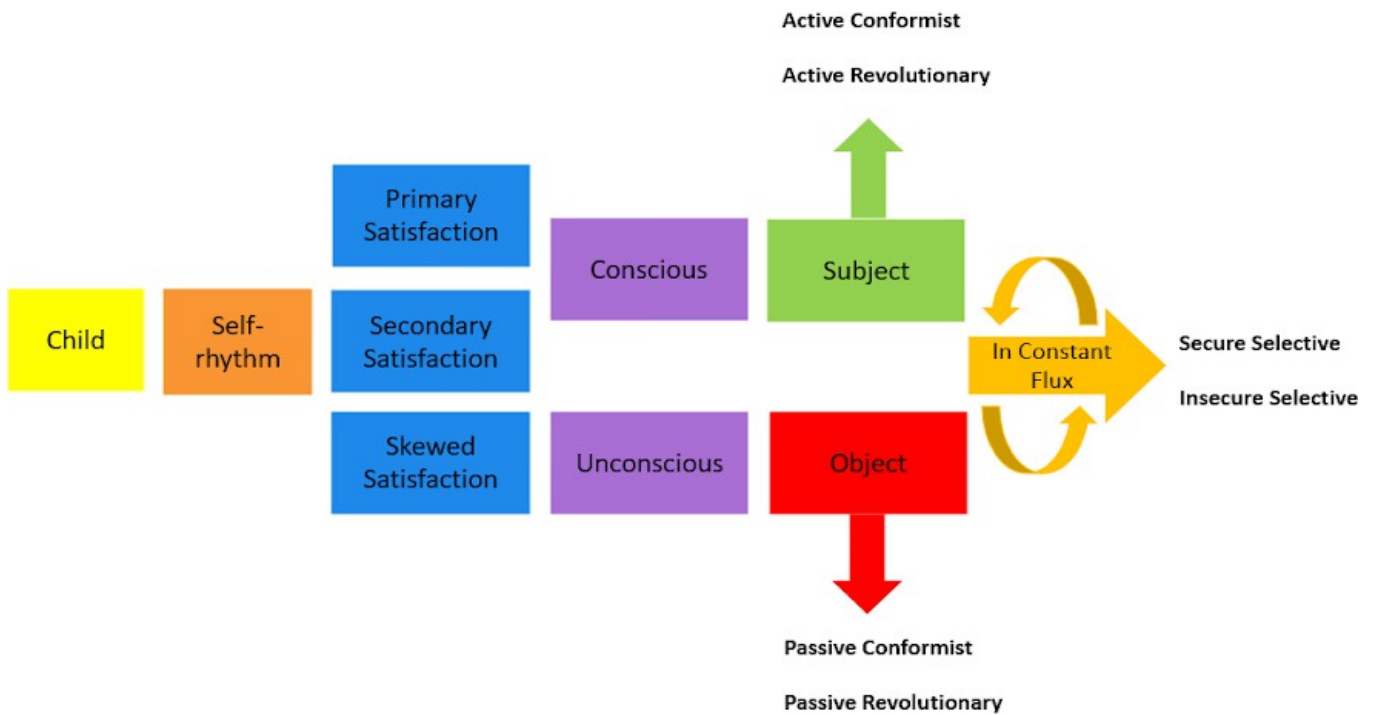 Active Conformist
Active Revolutionary
Primary
Satisfaction
Conscious
Subject
Child
Self-
rhythm
Secondary
Satisfaction
In Constant
Flux
Secure Selective
Insecure Selective
Skewed
Satisfaction
Unconscious
Object
Passive Conformist
Passive Revolutionary